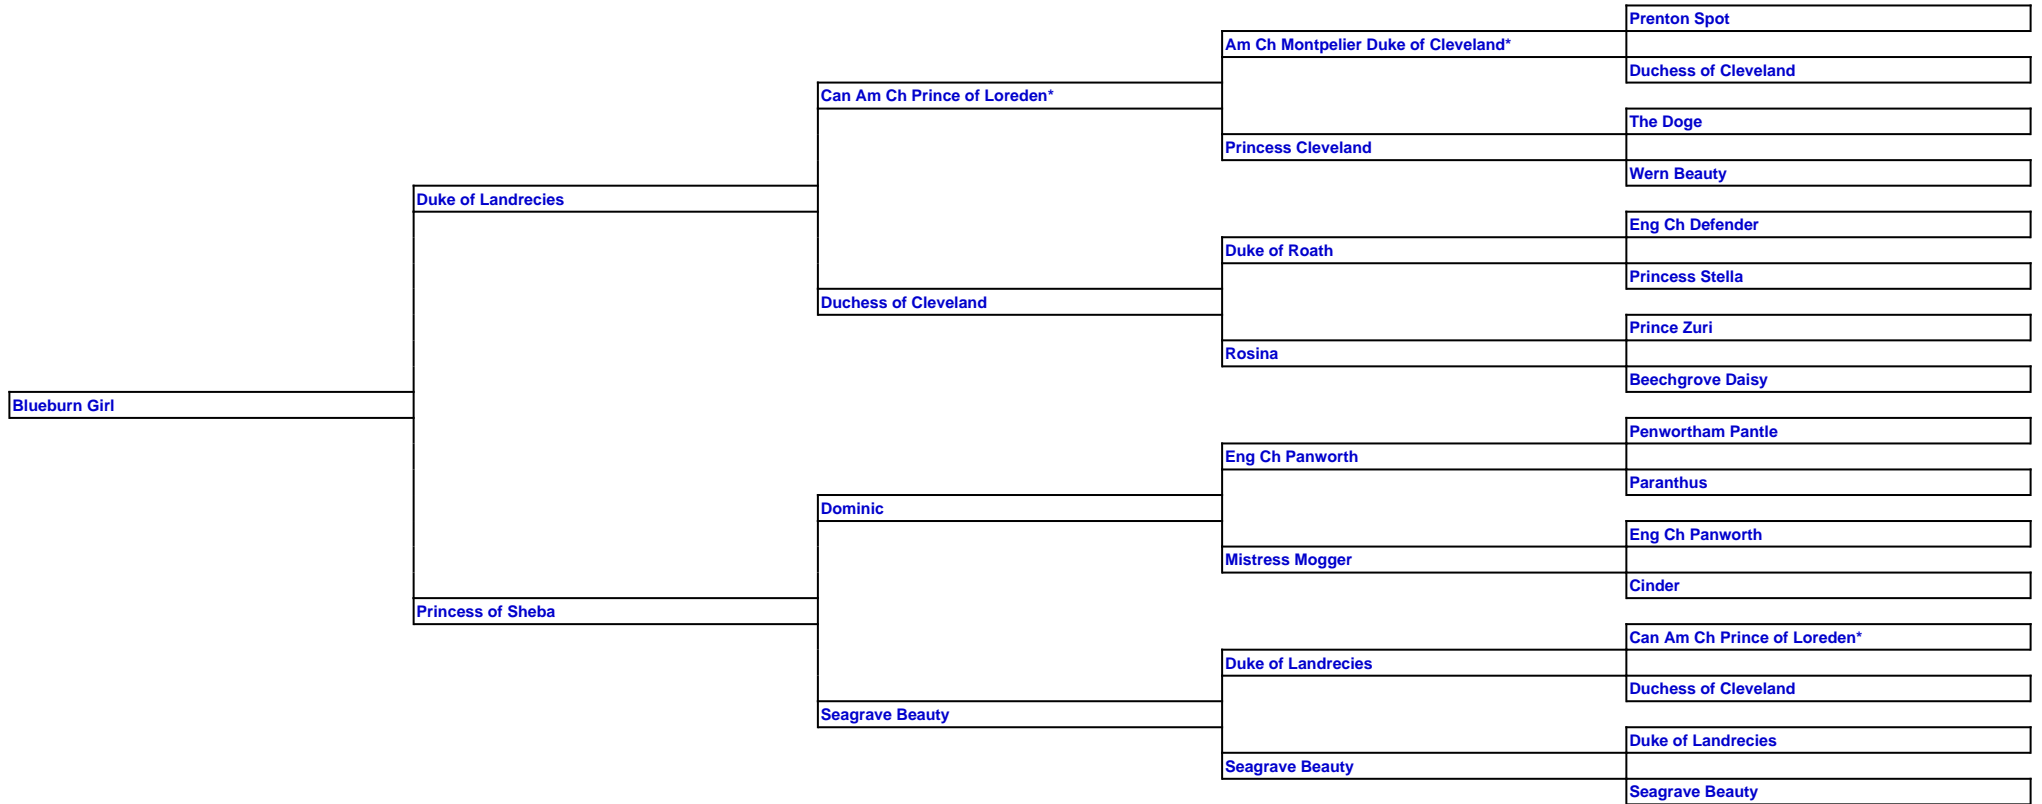 Prenton Spot
Am Ch Montpelier Duke of Cleveland*
Duchess of Cleveland
Can Am Ch Prince of Loreden*
The Doge
Princess Cleveland
Wern Beauty
Duke of Landrecies
Eng Ch Defender
Duke of Roath
Princess Stella
Duchess of Cleveland
Prince Zuri
Rosina
Beechgrove Daisy
Blueburn Girl
Penwortham Pantle
Eng Ch Panworth
Paranthus
Dominic
Eng Ch Panworth
Mistress Mogger
Cinder
Princess of Sheba
Can Am Ch Prince of Loreden*
Duke of Landrecies
Duchess of Cleveland
Seagrave Beauty
Duke of Landrecies
Seagrave Beauty
Seagrave Beauty